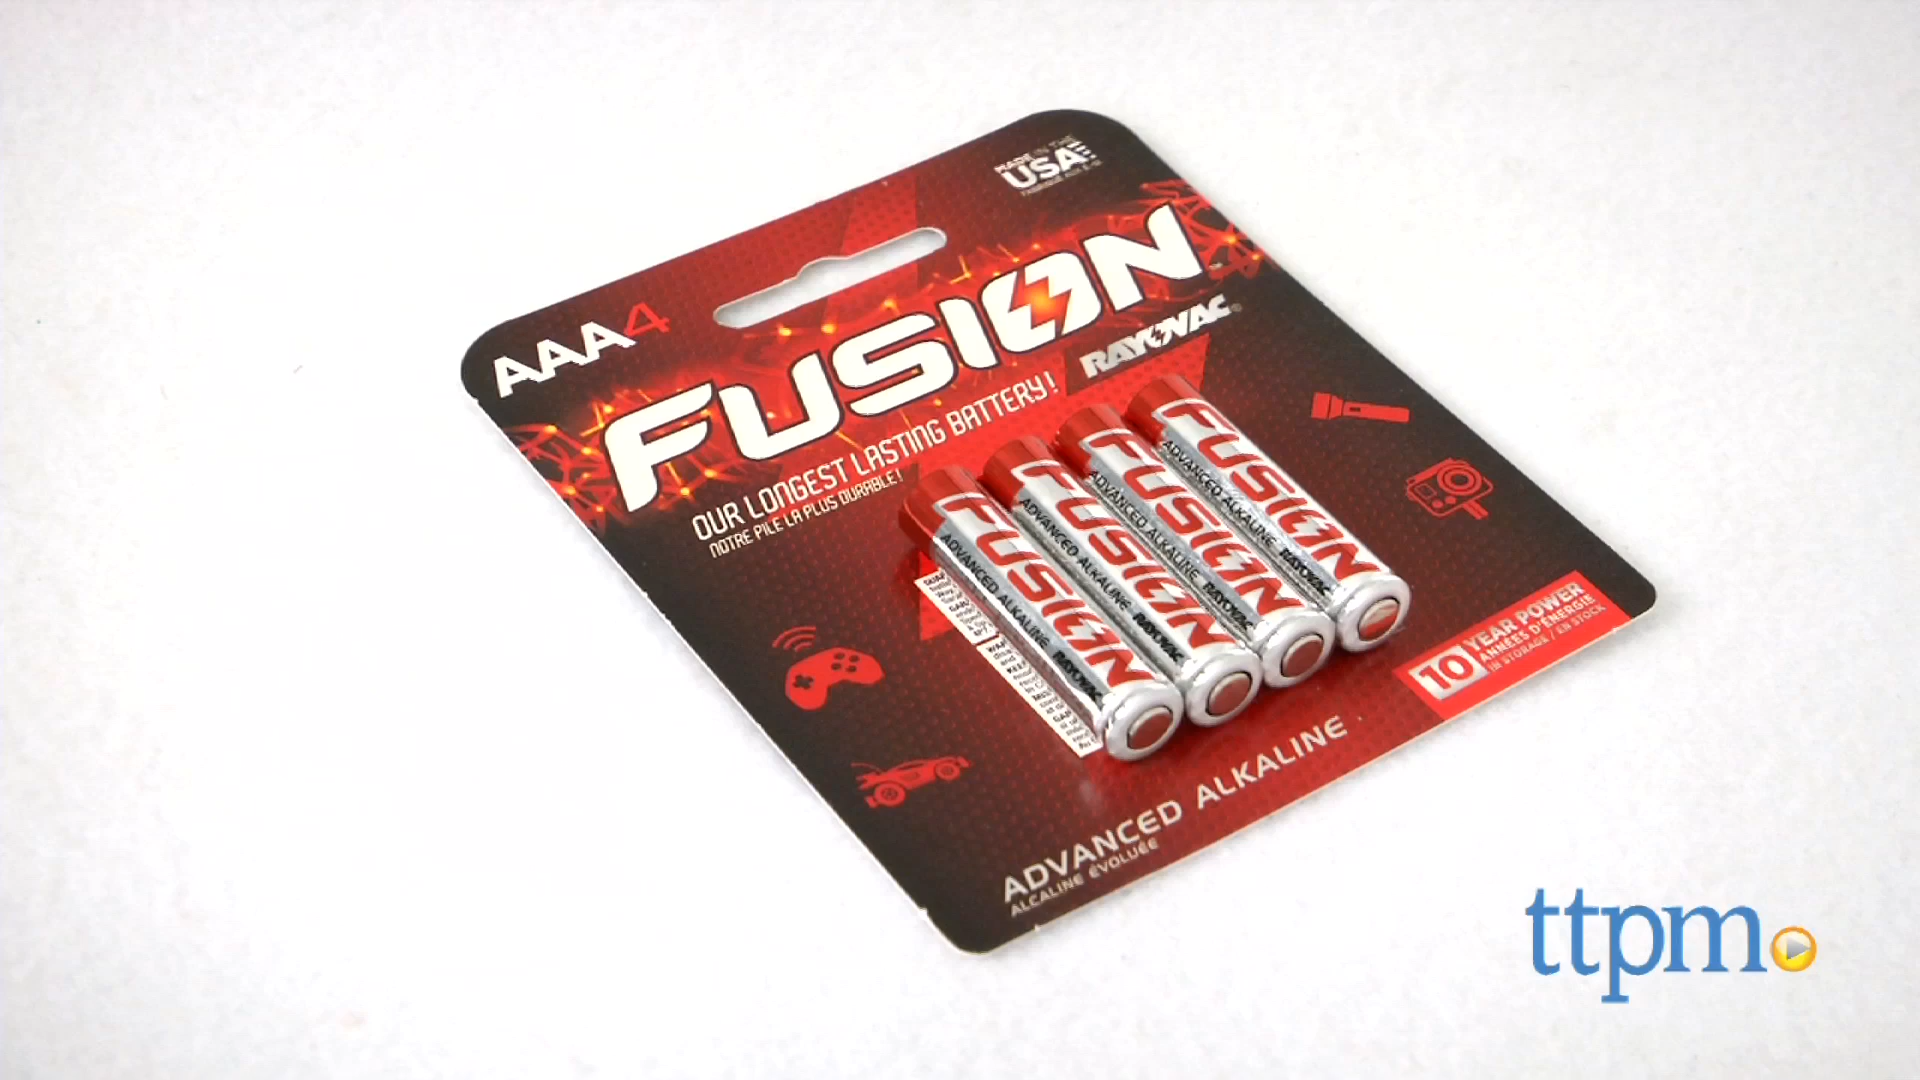 MADE IN THE
USA
FABRIQUÉ AUX É.-U.
AAA4
FUSION
RAYOVAC®
OUR LONGEST LASTING BATTERY!
NOTRE PILE LA PLUS DURABLE!
FUSION
ADVANCED ALKALINE RAYOVAC
FUSION
ADVANCED ALKALINE RAYOVAC
FUSION
ADVANCED ALKALINE RAYOVAC
FUSION
ADVANCED ALKALINE RAYOVAC
10 YEAR POWER
ANNÉES D'ÉNERGIE
IN STORAGE / EN STOCK
ADVANCED ALKALINE
ALCALINE ÉVOLUÉE
ttpm